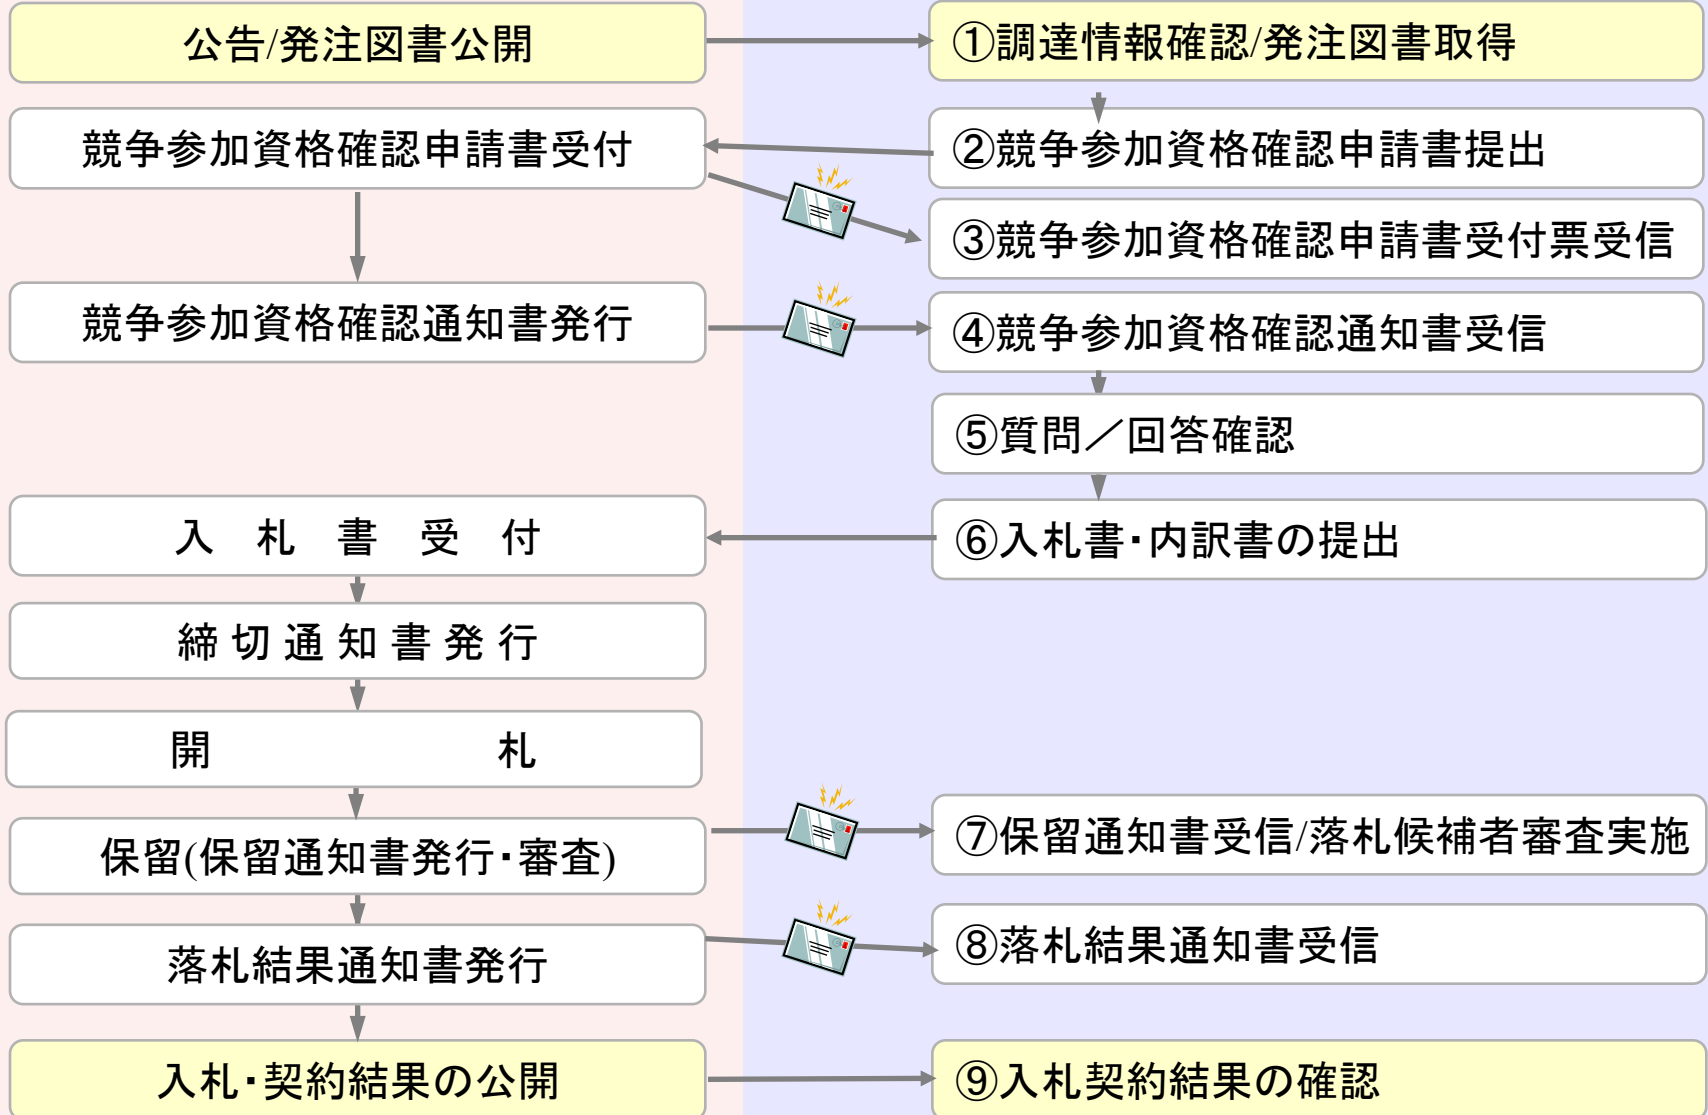 公告/発注図書公開
①調達情報確認/発注図書取得
競争参加資格確認申請書受付
②競争参加資格確認申請書提出
③競争参加資格確認申請書受付票受信
競争参加資格確認通知書発行
④競争参加資格確認通知書受信
⑤質問／回答確認
入　札　書　受　付
⑥入札書・内訳書の提出
締 切 通 知 書 発 行
開　　　　　　　札
保留(保留通知書発行・審査)
⑦保留通知書受信/落札候補者審査実施
落札結果通知書発行
⑧落札結果通知書受信
入札・契約結果の公開
⑨入札契約結果の確認